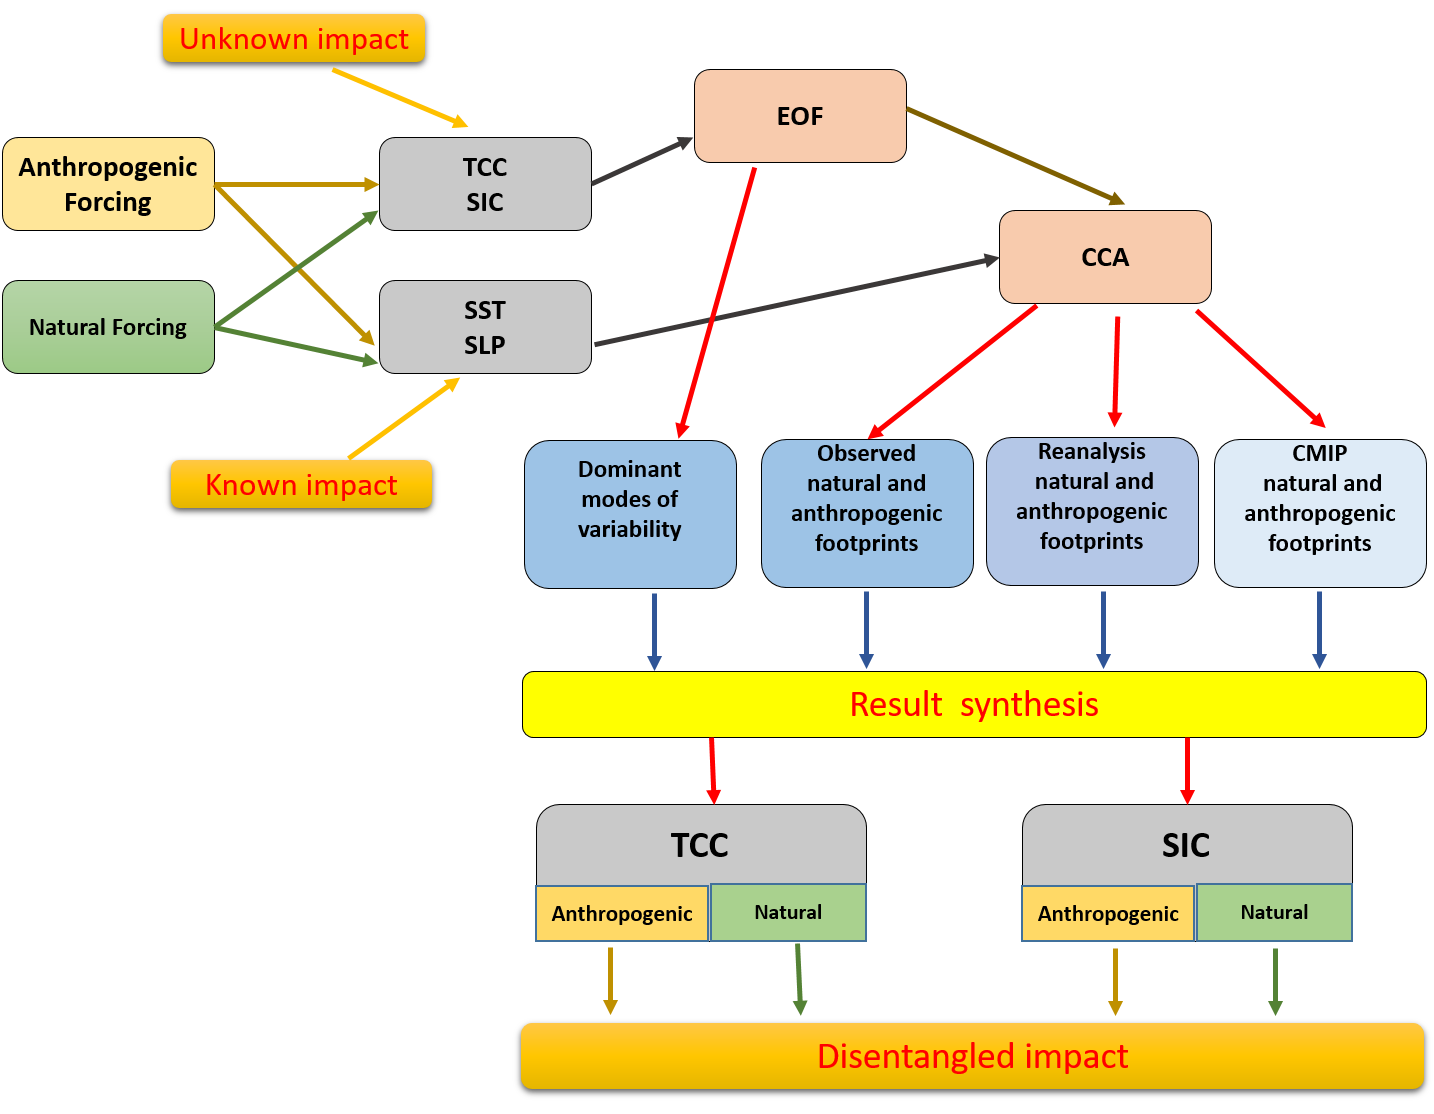 Unknown impact
Anthropogenic
Forcing
TCC
SIC
EOF
Natural Forcing
SST
SLP
CCA
Known impact
Dominant
modes of
variability
Observed
natural and
anthropogenic
footprints
Reanalysis
natural and
anthropogenic
footprints
CMIP
natural and
anthropogenic
footprints
Result synthesis
TCC
Anthropogenic
Natural
SIC
Anthropogenic
Natural
Disentangled impact